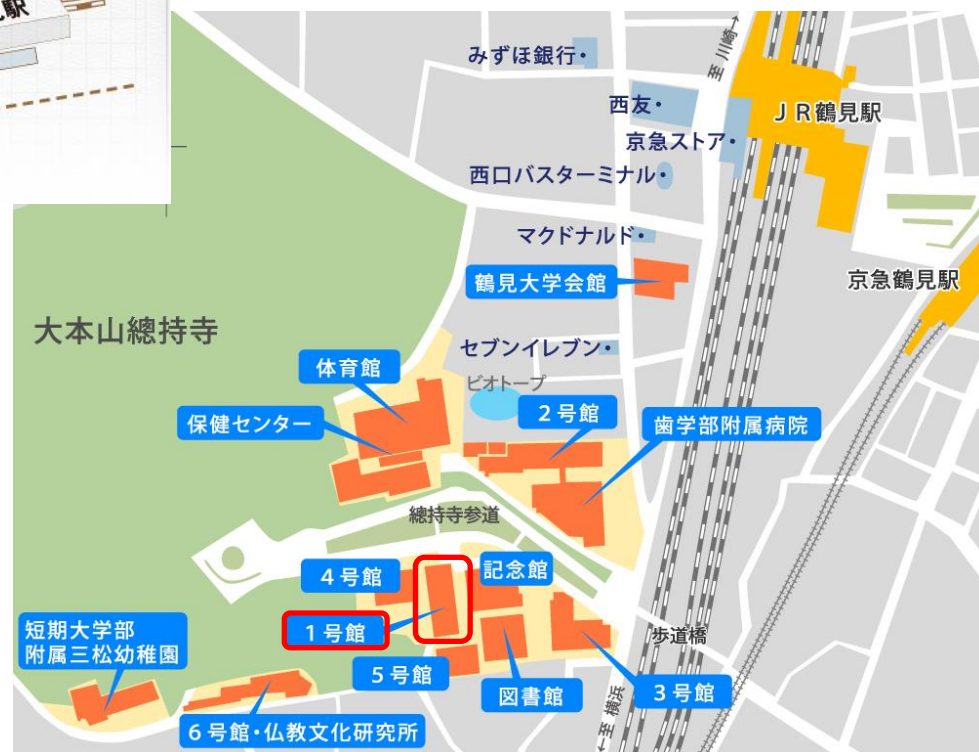 駅
みずほ銀行・
至 川崎→
西友・
JR鶴見駅
京急ストア・
西口バスターミナル・
マクドナルド・
鶴見大学会館
京急鶴見駅
大本山總持寺
セブンイレブン・
体育館
ビオトープ
保健センター
2号館
歯学部附属病院
總持寺参道
4号館
記念館
1号館
歩道橋
短期大学部
附属三松幼稚園
5号館
図書館
3号館
6号館・仏教文化研究所
←至 横浜